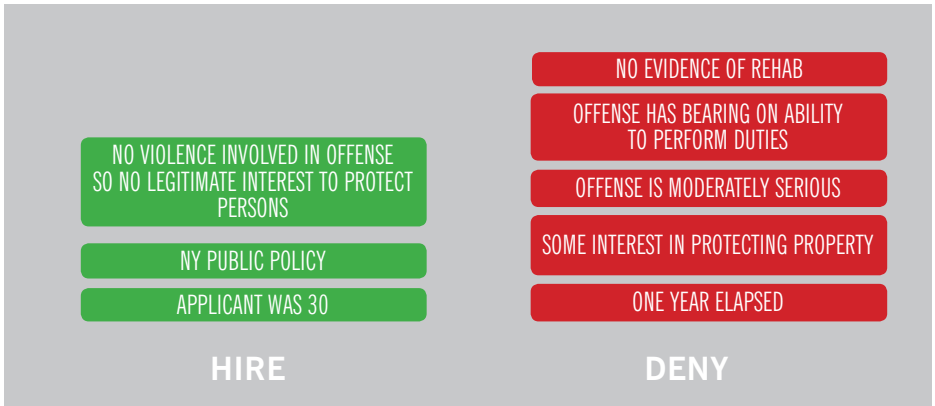 NO VIOLENCE INVOLVED IN OFFENSE
SO NO LEGITIMATE INTEREST TO PROTECT
PERSONS
NY PUBLIC POLICY
APPLICANT WAS 30
HIRE
NO EVIDENCE OF REHAB
OFFENSE HAS BEARING ON ABILITY
TO PERFORM DUTIES
OFFENSE IS MODERATELY SERIOUS
SOME INTEREST IN PROTECTING PROPERTY
ONE YEAR ELAPSED
DENY